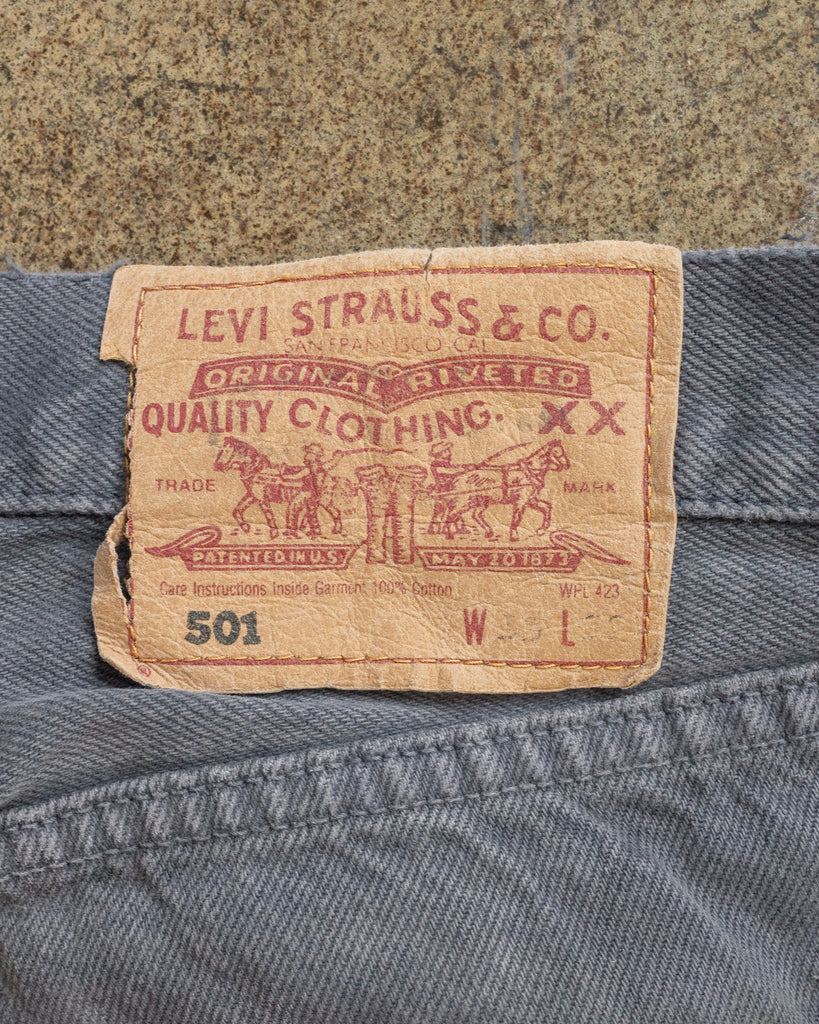 LEVI STRAUSS & CO.
SAN FRANCISCO CAL
ORIGINAL RIVETED
QUALITY CLOTHING. XX
TRADE MARK
PATENTED IN U.S. MAY 20 1873
Care Instructions Inside Garment 100% Cotton WPL 423
501 W L
®